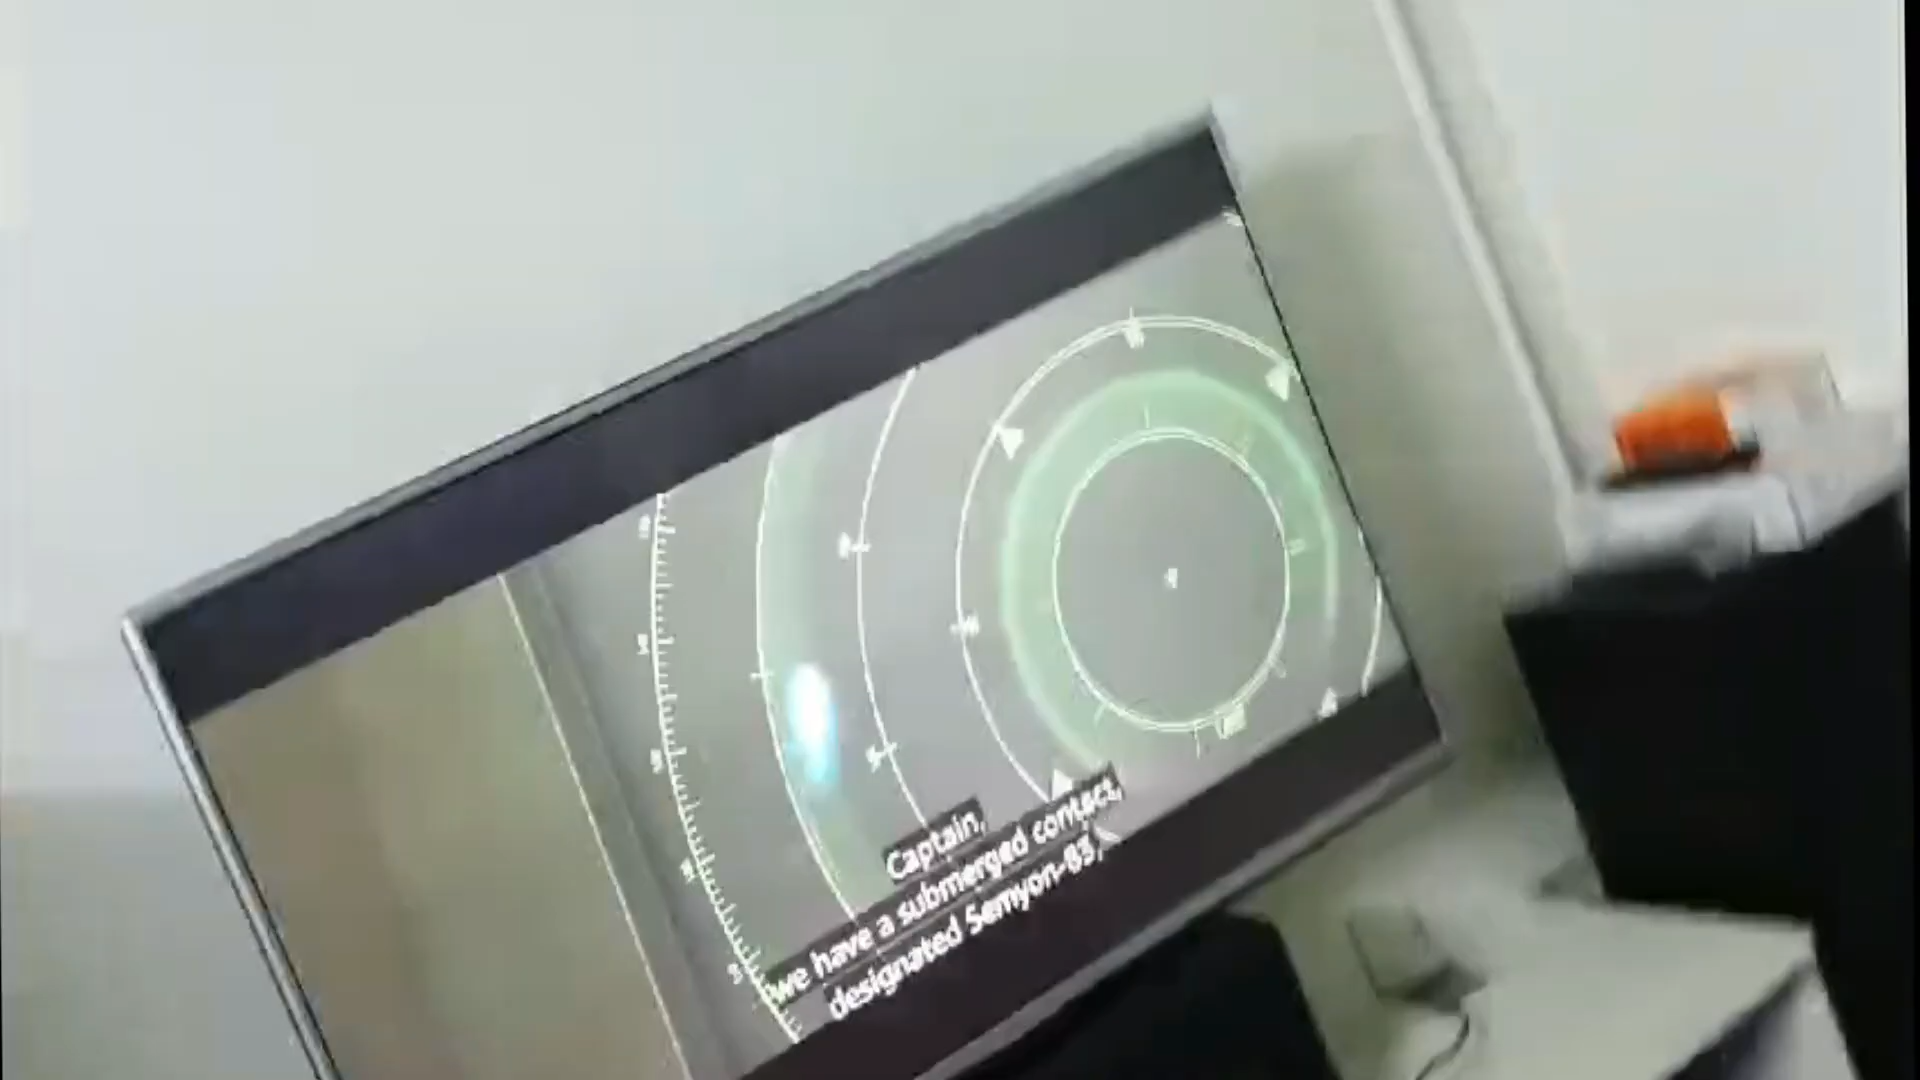 Captain,
we have a submerged contact,
designated Semyon-83,